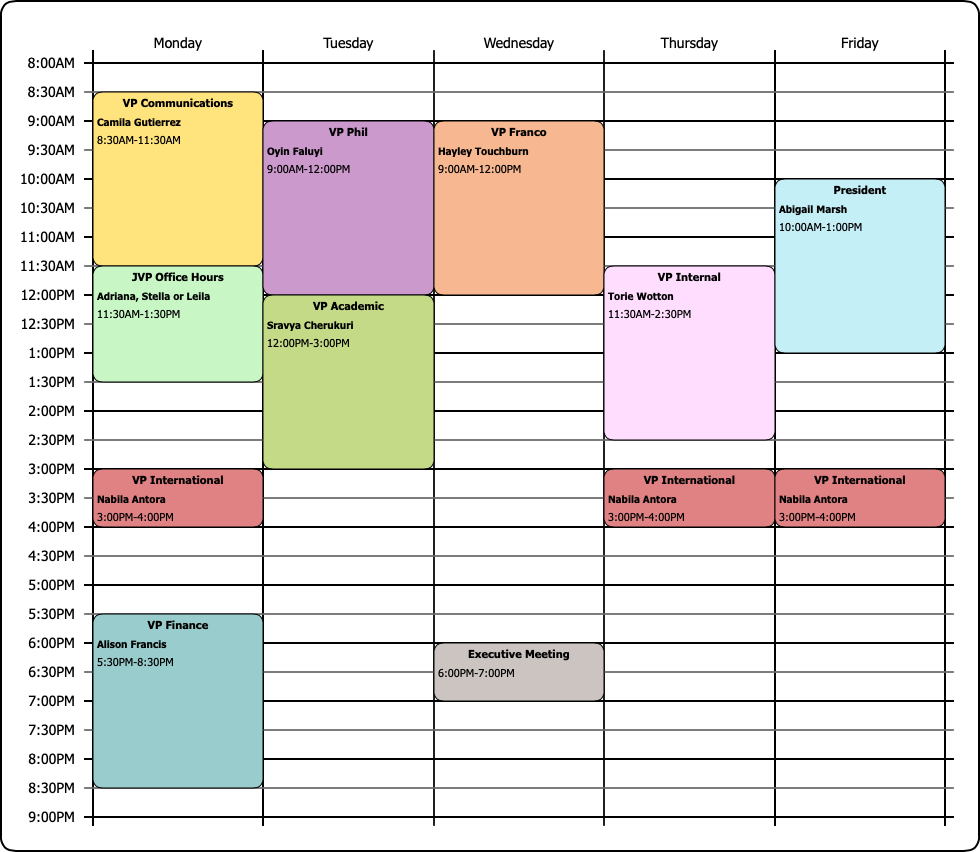 Monday
Tuesday
Wednesday
Thursday
Friday
8:00AM
8:30AM
9:00AM
9:30AM
10:00AM
10:30AM
11:00AM
11:30AM
12:00PM
12:30PM
1:00PM
1:30PM
2:00PM
2:30PM
3:00PM
3:30PM
4:00PM
4:30PM
5:00PM
5:30PM
6:00PM
6:30PM
7:00PM
7:30PM
8:00PM
8:30PM
9:00PM
VP Communications
Camila Gutierrez
8:30AM-11:30AM
JVP Office Hours
Adriana, Stella or Leila
11:30AM-1:30PM
VP International
Nabila Antora
3:00PM-4:00PM
VP Finance
Alison Francis
5:30PM-8:30PM
VP Phil
Oyin Faluyi
9:00AM-12:00PM
VP Academic
Sravya Cherukuri
12:00PM-3:00PM
VP Franco
Hayley Touchburn
9:00AM-12:00PM
Executive Meeting
6:00PM-7:00PM
VP Internal
Torie Wotton
11:30AM-2:30PM
VP International
Nabila Antora
3:00PM-4:00PM
President
Abigail Marsh
10:00AM-1:00PM
VP International
Nabila Antora
3:00PM-4:00PM